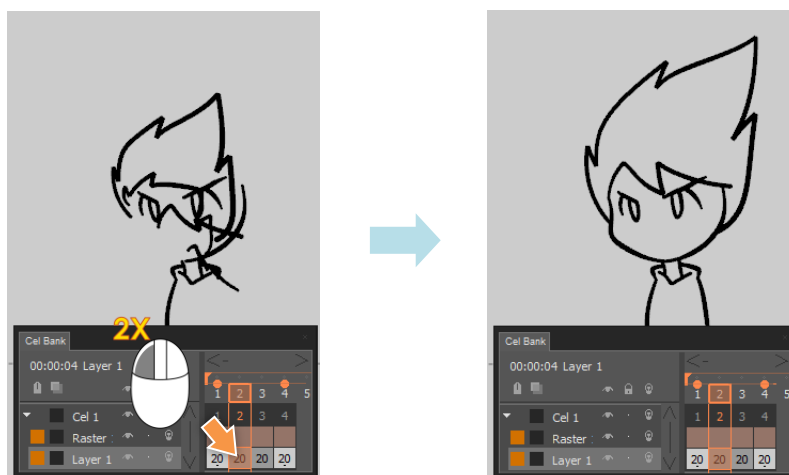 2X
Cel Bank
00:00:04 Layer 1
<- >
1 2 3 4 5
Cel 1 1 2 3 4
Raster
Layer 1 20 20 20 20
Cel Bank
00:00:04 Layer 1
<- >
1 2 3 4 5
Cel 1 1 2 3 4
Raster
Layer 1 20 20 20 20